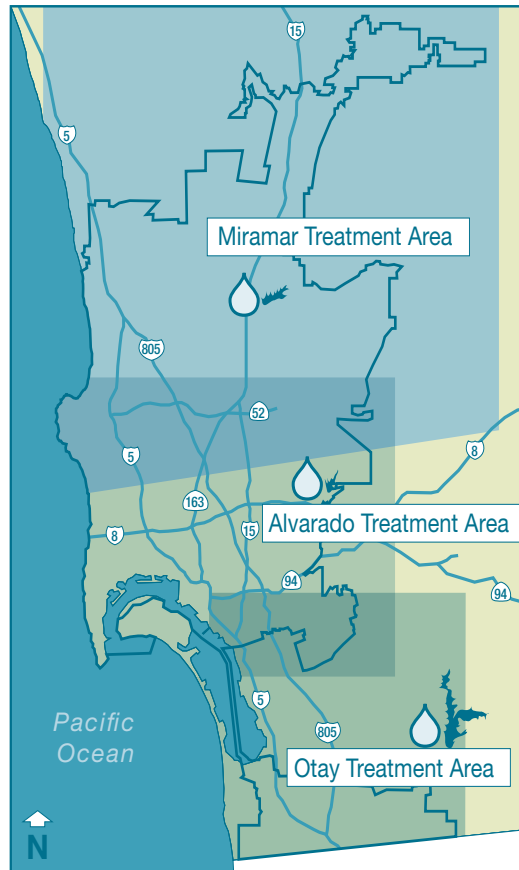 15
5
Miramar Treatment Area
805
52
5
8
163
Alvarado Treatment Area
15
8
94
94
5
Pacific
Ocean
805
Otay Treatment Area
N